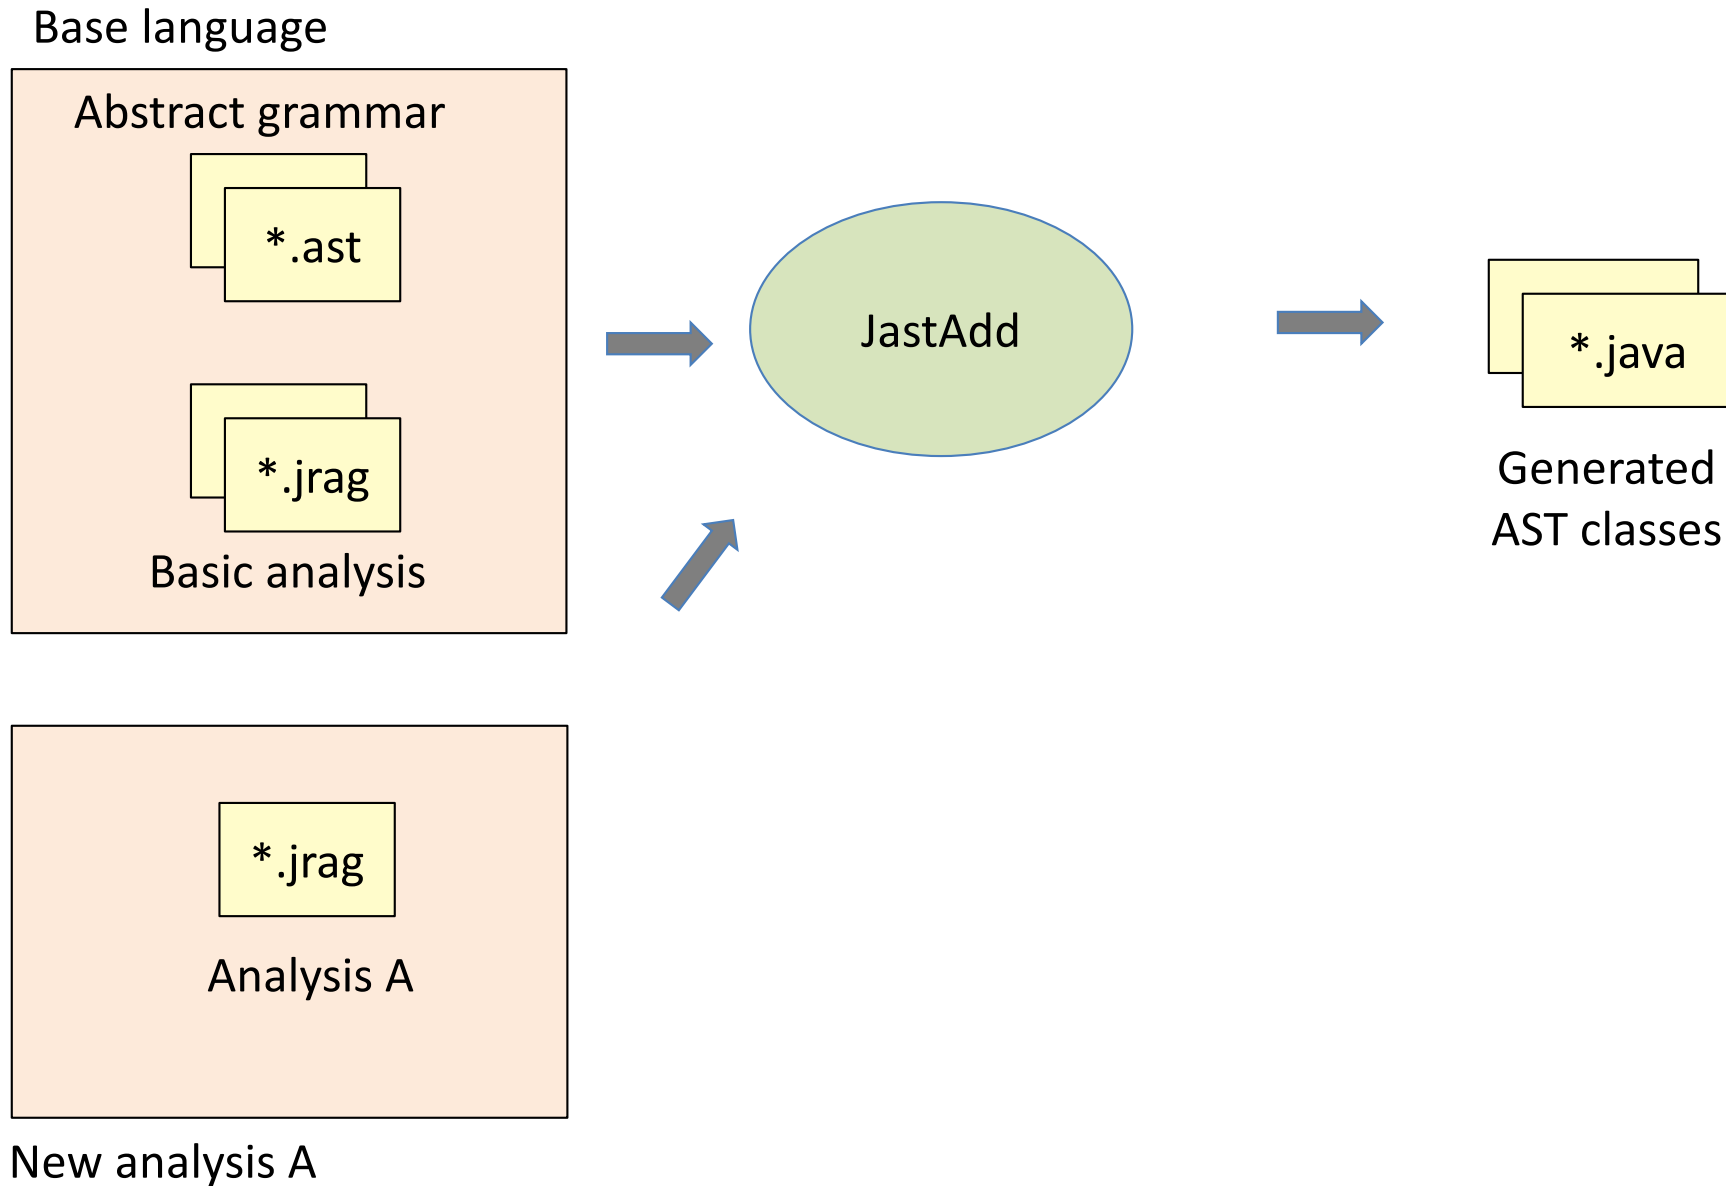 Base language
Abstract grammar
*.ast
*.jrag
Basic analysis
JastAdd
*.java
Generated
AST classes
*.jrag
Analysis A
New analysis A